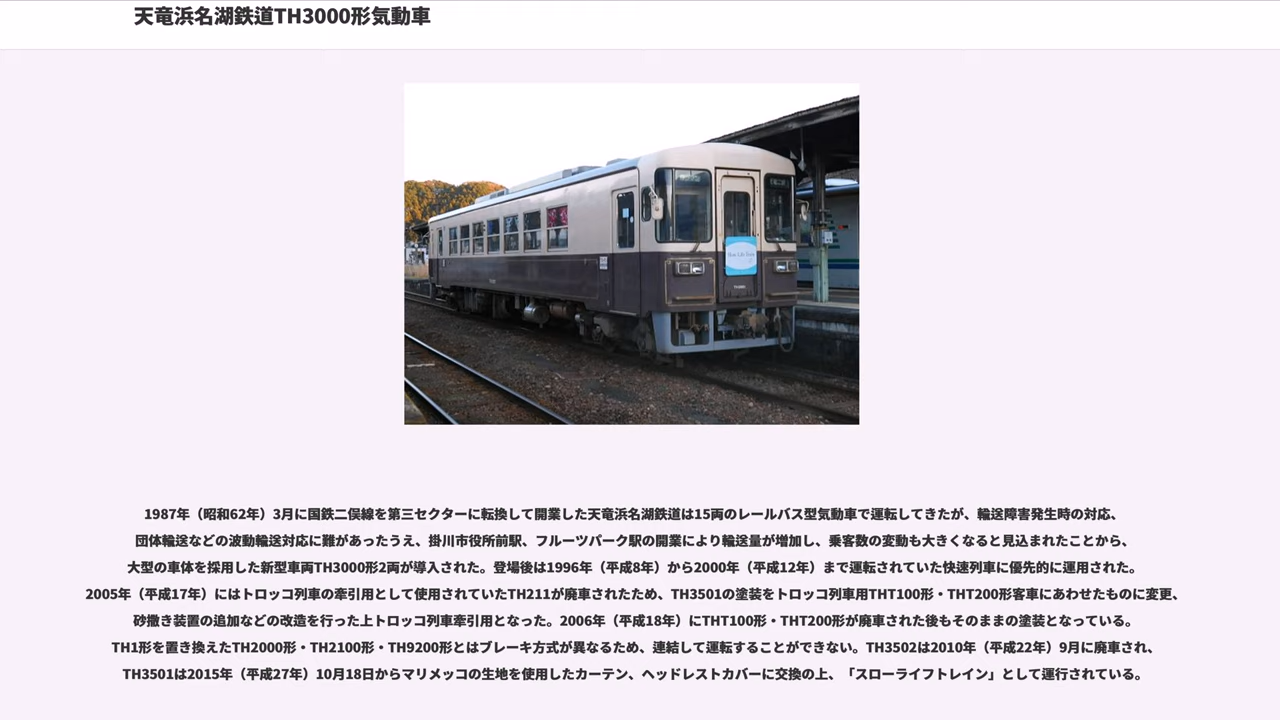 天竜浜名湖鉄道TH3000形気動車
Slow Life Train
1987年（昭和62年）3月に国鉄二俣線を第三セクターに転換して開業した天竜浜名湖鉄道は15両のレールバス型気動車で運転してきたが、輸送障害発生時の対応、
団体輸送などの波動輸送対応に難があったうえ、掛川市役所前駅、フルーツパーク駅の開業により輸送量が増加し、乗客数の変動も大きくなると見込まれたことから、
大型の車体を採用した新型車両TH3000形2両が導入された。登場後は1996年（平成8年）から2000年（平成12年）まで運転されていた快速列車に優先的に運用された。
2005年（平成17年）にはトロッコ列車の牽引用として使用されていたTH211が廃車されたため、TH3501の塗装をトロッコ列車用THT100形・THT200形客車にあわせたものに変更、
砂撒き装置の追加などの改造を行った上トロッコ列車牽引用となった。2006年（平成18年）にTHT100形・THT200形が廃車された後もそのままの塗装となっている。
TH1形を置き換えたTH2000形・TH2100形・TH9200形とはブレーキ方式が異なるため、連結して運転することができない。TH3502は2010年（平成22年）9月に廃車され、
TH3501は2015年（平成27年）10月18日からマリメッコの生地を使用したカーテン、ヘッドレストカバーに交換の上、「スローライフトレイン」として運行されている。